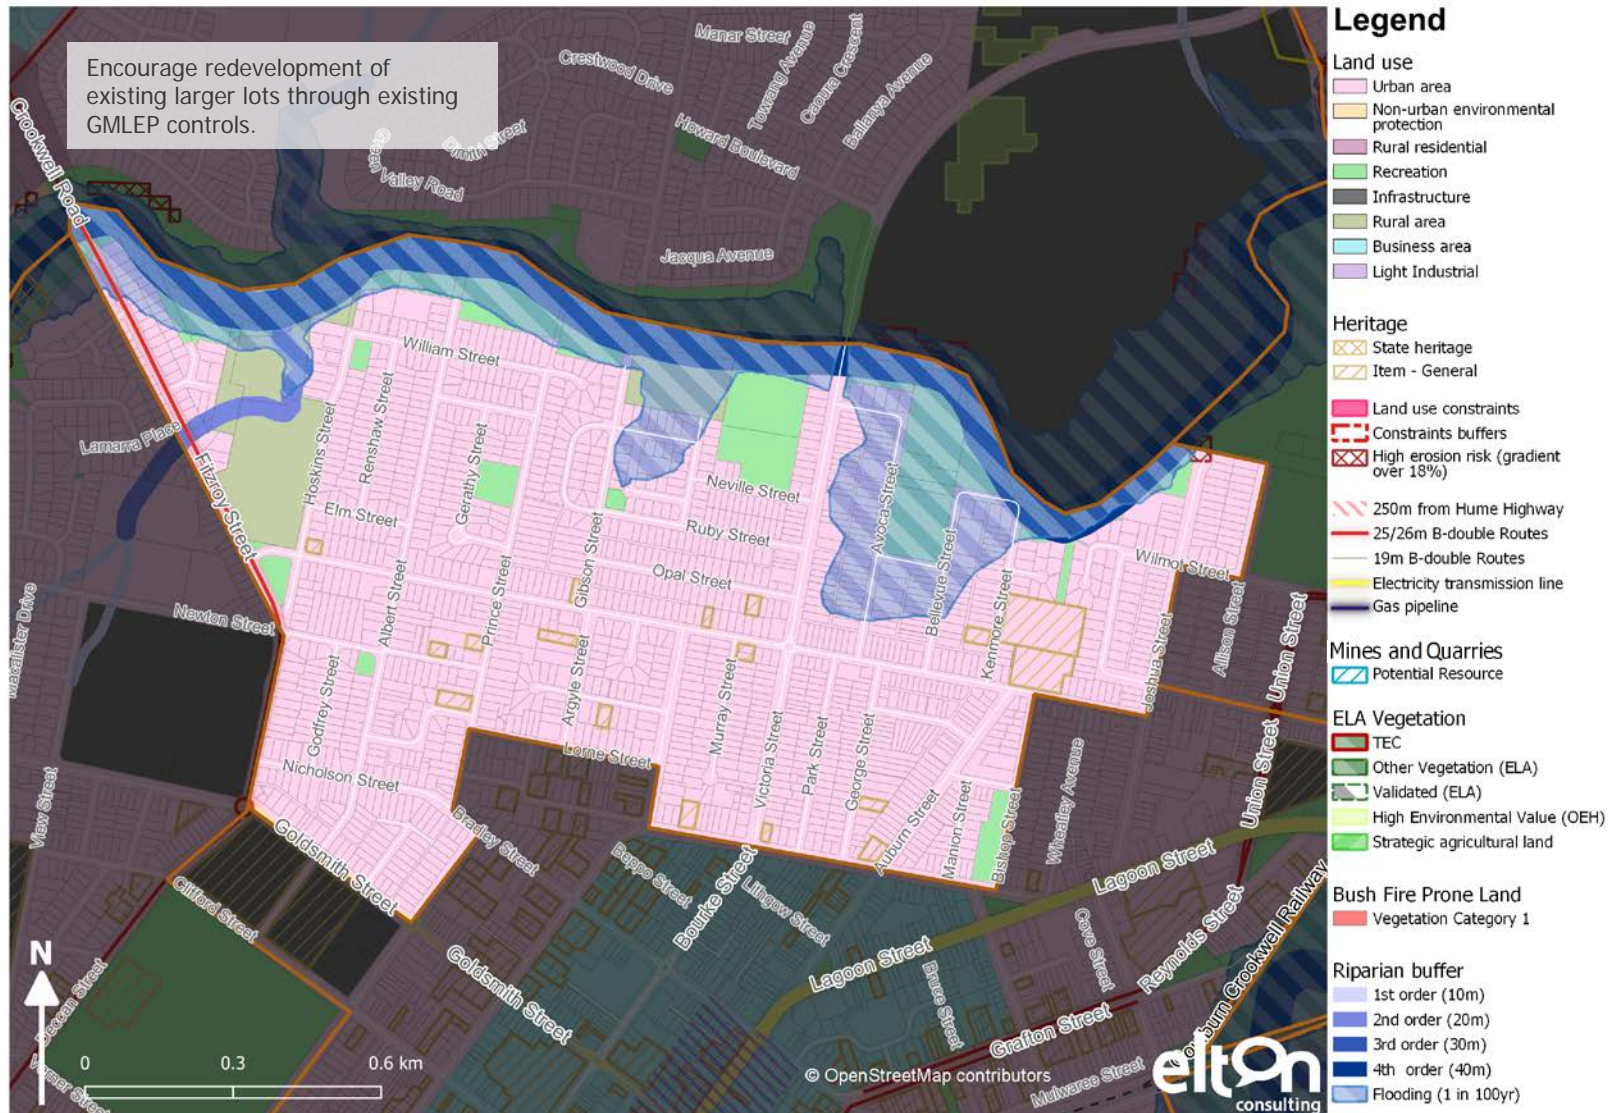 Encourage redevelopment of
existing larger lots through existing
GMLEP controls.
Manar Street
Crestwood Drive
Towrang Avenue
Caoura Crescent
Ballanya Avenue
Howard Boulevard
Dimith Street
Green Valley Road
Crookwell Road
Jacqua Avenue
William Street
Lamarra Place
Hoskins Street
Renshaw Street
Gerathy Street
Neville Street
Avoca Street
Fitzroy Street
Elm Street
Ruby Street
Gibson Street
Opal Street
Wilmot Street
Bellevue Street
Kenmore Street
Albert Street
Prince Street
Newton Street
Macalister Drive
Joshua Street
Allison Street
Union Street
Argyle Street
Godfrey Street
Murray Street
Victoria Street
Park Street
George Street
Lorne Street
Nicholson Street
View Street
Union Street
Wheatley Avenue
Auburn Street
Manion Street
Bishop Street
Goldsmith Street
Bradley Street
Beppo Street
Bourke Street
Lithgow Street
Lagoon Street
Clifford Street
Cove Street
Reynolds Street
Crookwell Railway
Goldsmith Street
Lagoon Street
Bruce Street
Deccan Street
Grafton Street
Mulwaree Street
N
0 0.3 0.6 km
© OpenStreetMap contributors
elton
consulting
Legend
Land use
Urban area
Non-urban environmental
protection
Rural residential
Recreation
Infrastructure
Rural area
Business area
Light Industrial
Heritage
State heritage
Item - General
Land use constraints
Constraints buffers
High erosion risk (gradient
over 18%)
250m from Hume Highway
25/26m B-double Routes
19m B-double Routes
Electricity transmission line
Gas pipeline
Mines and Quarries
Potential Resource
ELA Vegetation
TEC
Other Vegetation (ELA)
Validated (ELA)
High Environmental Value (OEH)
Strategic agricultural land
Bush Fire Prone Land
Vegetation Category 1
Riparian buffer
1st order (10m)
2nd order (20m)
3rd order (30m)
4th order (40m)
Flooding (1 in 100yr)